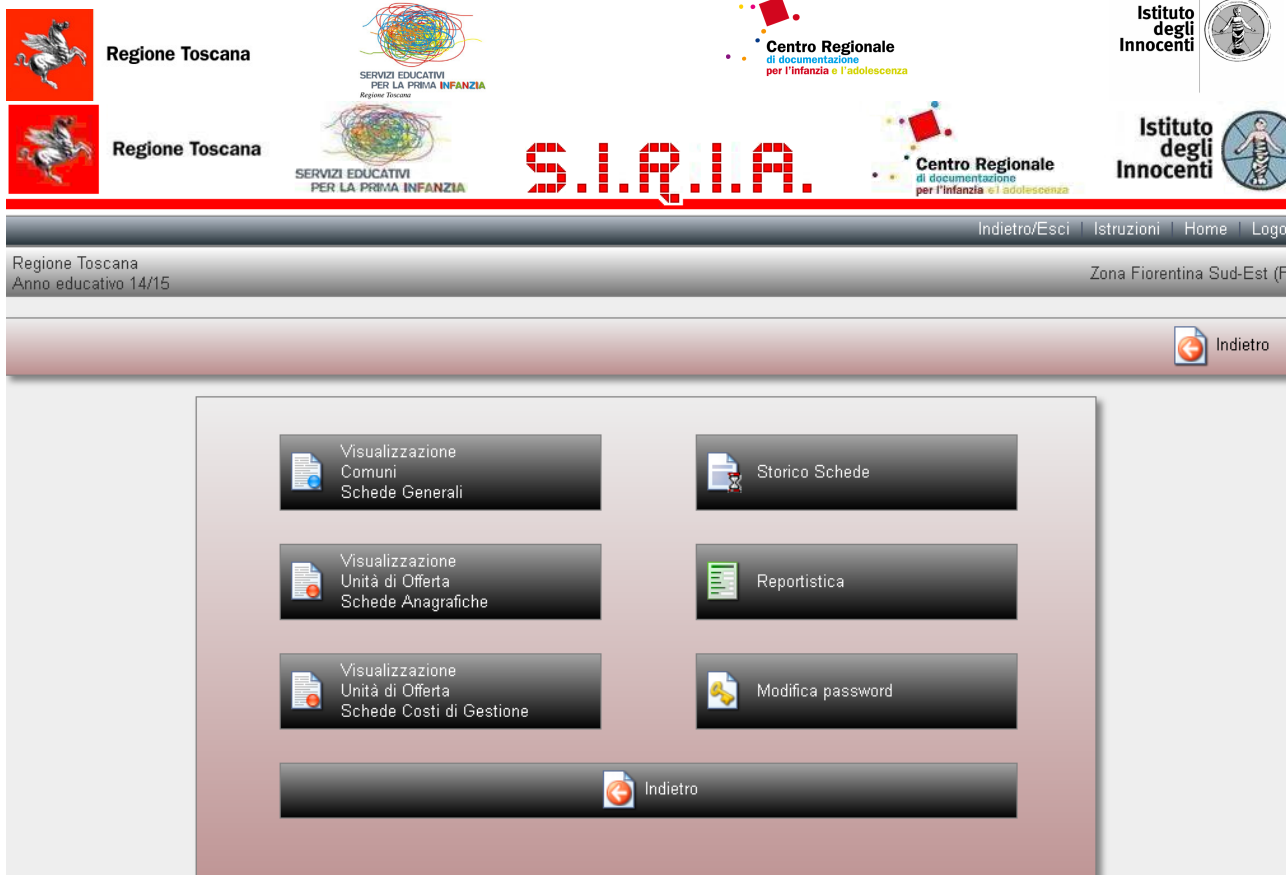 Regione Toscana
SERVIZI EDUCATIVI
PER LA PRIMA INFANZIA
Regione Toscana
Centro Regionale
di documentazione
per l'infanzia e l'adolescenza
Istituto
degli
Innocenti
Regione Toscana
SERVIZI EDUCATIVI
PER LA PRIMA INFANZIA
S.I.R.I.A.
Centro Regionale
di documentazione
per l'infanzia e l adolescenza
Istituto
degli
Innocenti
Indietro/Esci | Istruzioni | Home | Logo
Regione Toscana
Anno educativo 14/15
Zona Fiorentina Sud-Est (F
Indietro
Visualizzazione
Comuni
Schede Generali
Storico Schede
Visualizzazione
Unità di Offerta
Schede Anagrafiche
Reportistica
Visualizzazione
Unità di Offerta
Schede Costi di Gestione
Modifica password
Indietro